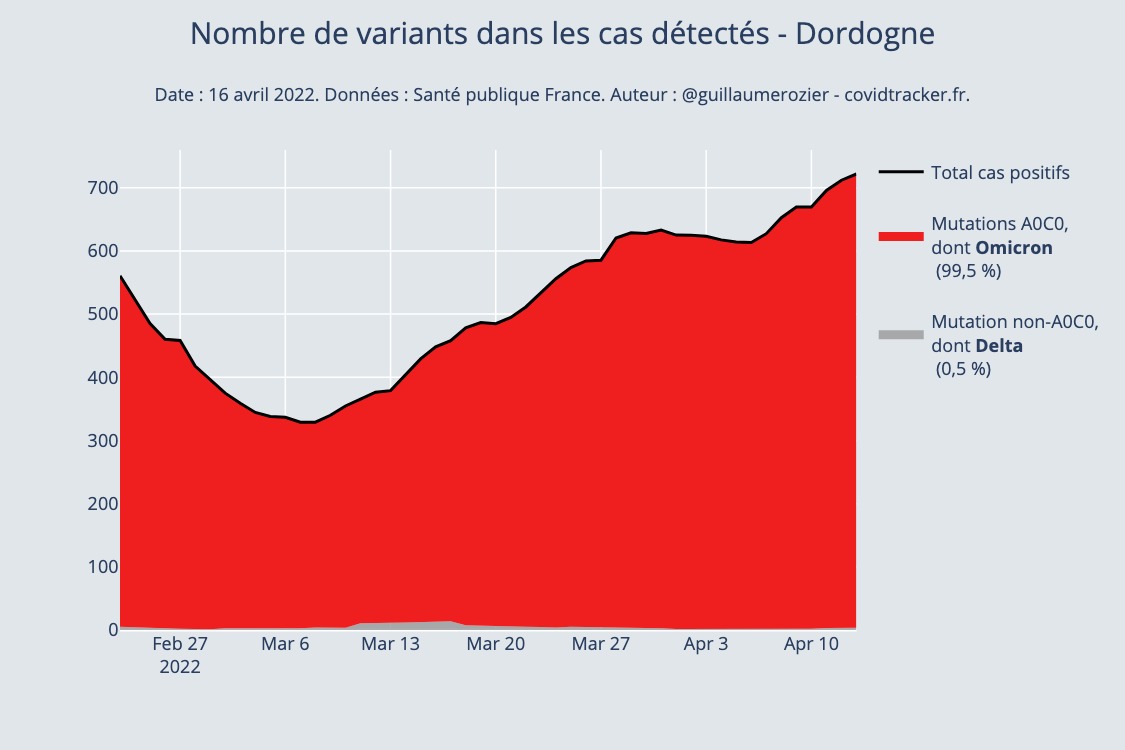 Nombre de variants dans les cas détectés - Dordogne
Date : 16 avril 2022. Données : Santé publique France. Auteur : @guillaumerozier - covidtracker.fr.
700
600
500
400
300
200
100
0
Feb 27
2022
Mar 6
Mar 13
Mar 20
Mar 27
Apr 3
Apr 10
Total cas positifs
Mutations A0C0,
dont Omicron
(99,5 %)
Mutation non-A0C0,
dont Delta
(0,5 %)